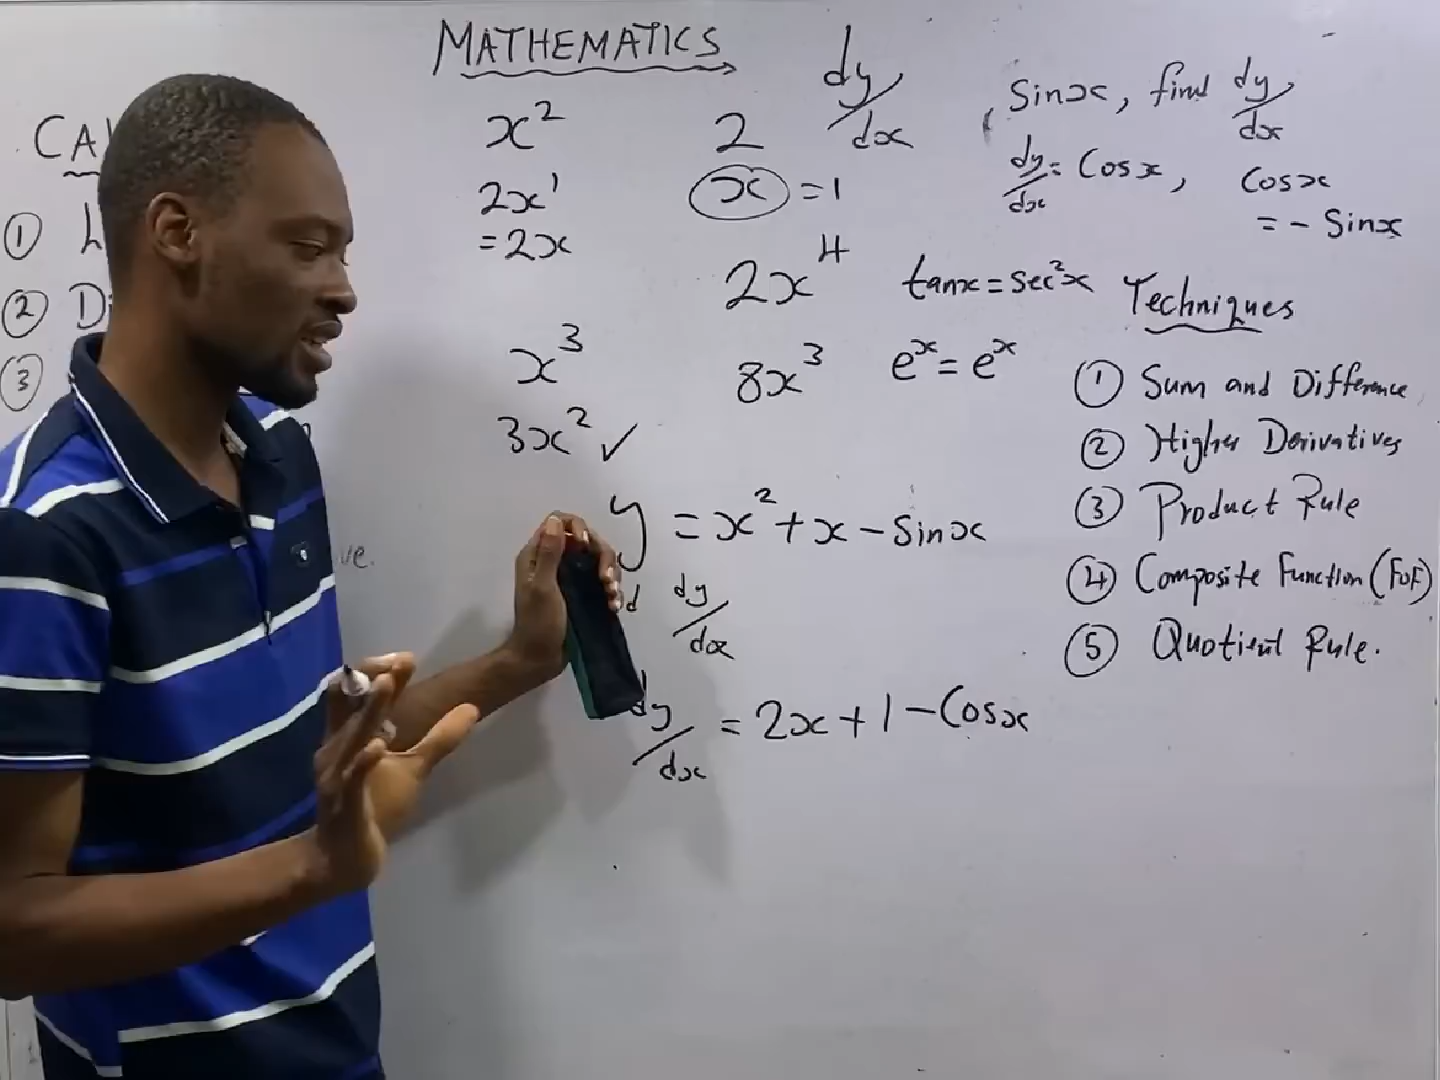 MATHEMATICS
CA
①
②
③
ve.
x²
2x¹
= 2x
x³
3x² ✓
2
x = 1
2x⁴
8x³
dy/dx
tanx = sec²x
eˣ = eˣ
, Sinx, find dy/dx
dy/dx = Cosx, Cosx
= - Sinx
y = x² + x - Sinx
d dy/dx
dy/dx = 2x + 1 - Cosx
Techniques
① Sum and Difference
② Higher Derivatives
③ Product Rule
④ Composite Function (FOF)
⑤ Quotient Rule.